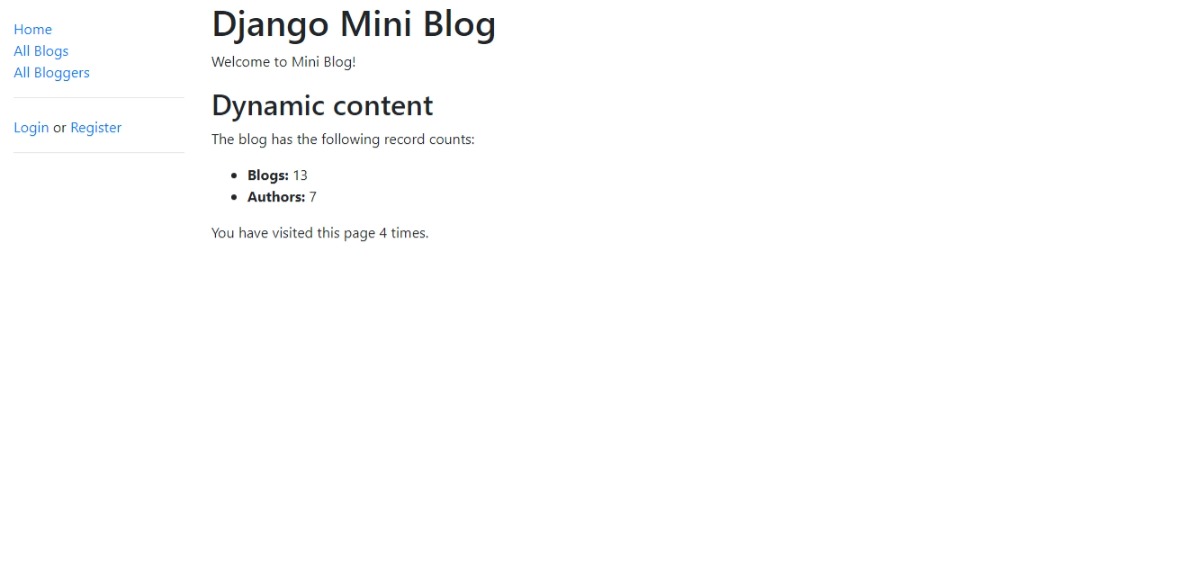 Home
All Blogs
All Bloggers
Login or Register
Django Mini Blog
Welcome to Mini Blog!
Dynamic content
The blog has the following record counts:
Blogs: 13
Authors: 7
You have visited this page 4 times.